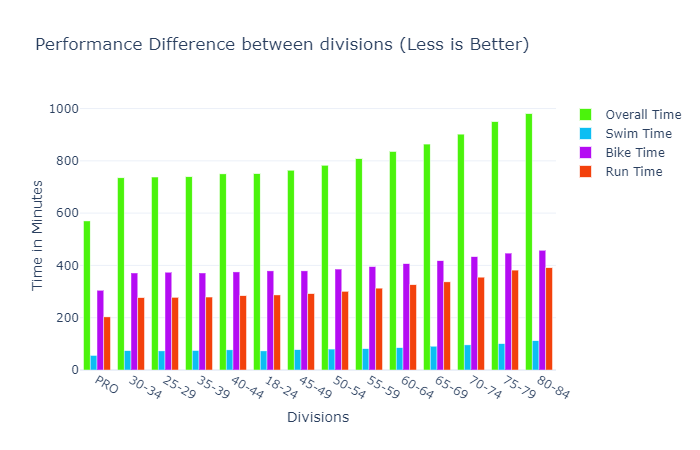 Performance Difference between divisions (Less is Better)
1000
800
600
400
200
0
Time in Minutes
PRO
30-34
25-29
35-39
40-44
18-24
45-49
50-54
55-59
60-64
65-69
70-74
75-79
80-84
Divisions
Overall Time
Swim Time
Bike Time
Run Time